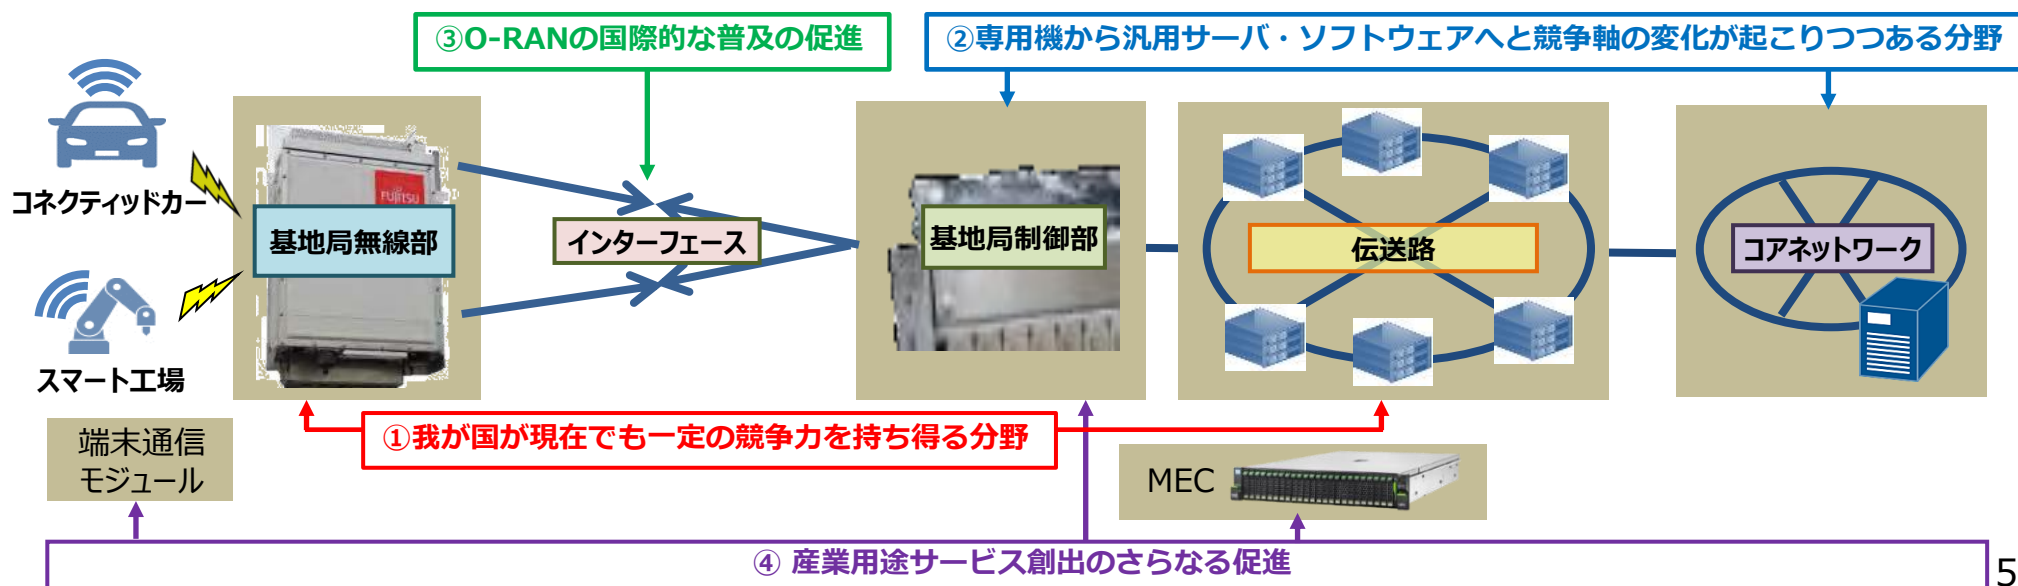 ③O-RANの国際的な普及の促進
②専用機から汎用サーバ・ソフトウェアへと競争軸の変化が起こりつつある分野
コネクティッドカー
FUJITSU
基地局無線部
インターフェース
基地局制御部
伝送路
コアネットワーク
スマート工場
①我が国が現在でも一定の競争力を持ち得る分野
端末通信
モジュール
MEC
④ 産業用途サービス創出のさらなる促進
5